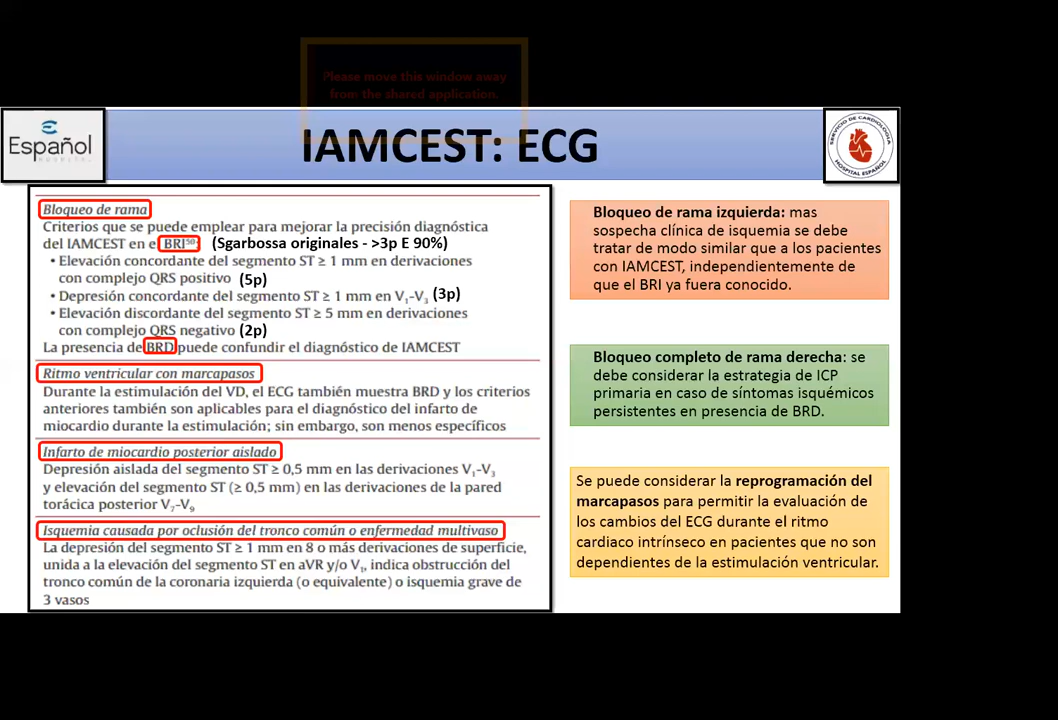 Please move this window away
from the shared application.
Español
IAMCEST: ECG
SERVICIO DE CARDIOLOGIA
HOSPITAL ESPAÑOL
Bloqueo de rama
Criterios que se puede emplear para mejorar la precisión diagnóstica
del IAMCEST en e BRI50: (Sgarbossa originales - >3p E 90%)
• Elevación concordante del segmento ST ≥ 1 mm en derivaciones
con complejo QRS positivo (5p)
• Depresión concordante del segmento ST ≥ 1 mm en V1-V3 (3p)
• Elevación discordante del segmento ST ≥ 5 mm en derivaciones
con complejo QRS negativo (2p)
La presencia de BRD puede confundir el diagnóstico de IAMCEST
Ritmo ventricular con marcapasos
Durante la estimulación del VD, el ECG también muestra BRD y los criterios
anteriores también son aplicables para el diagnóstico del infarto de
miocardio durante la estimulación; sin embargo, son menos específicos
Infarto de miocardio posterior aislado
Depresión aislada del segmento ST ≥ 0,5 mm en las derivaciones V1-V3
y elevación del segmento ST (≥ 0,5 mm) en las derivaciones de la pared
torácica posterior V7-V9
Isquemia causada por oclusión del tronco común o enfermedad multivaso
La depresión del segmento ST ≥ 1 mm en 8 o más derivaciones de superficie,
unida a la elevación del segmento ST en aVR y/o V1, indica obstrucción del
tronco común de la coronaria izquierda (o equivalente) o isquemia grave de
3 vasos
Bloqueo de rama izquierda: mas
sospecha clínica de isquemia se debe
tratar de modo similar que a los pacientes
con IAMCEST, independientemente de
que el BRI ya fuera conocido.
Bloqueo completo de rama derecha: se
debe considerar la estrategia de ICP
primaria en caso de síntomas isquémicos
persistentes en presencia de BRD.
Se puede considerar la reprogramación del
marcapasos para permitir la evaluación de
los cambios del ECG durante el ritmo
cardiaco intrínseco en pacientes que no son
dependientes de la estimulación ventricular.